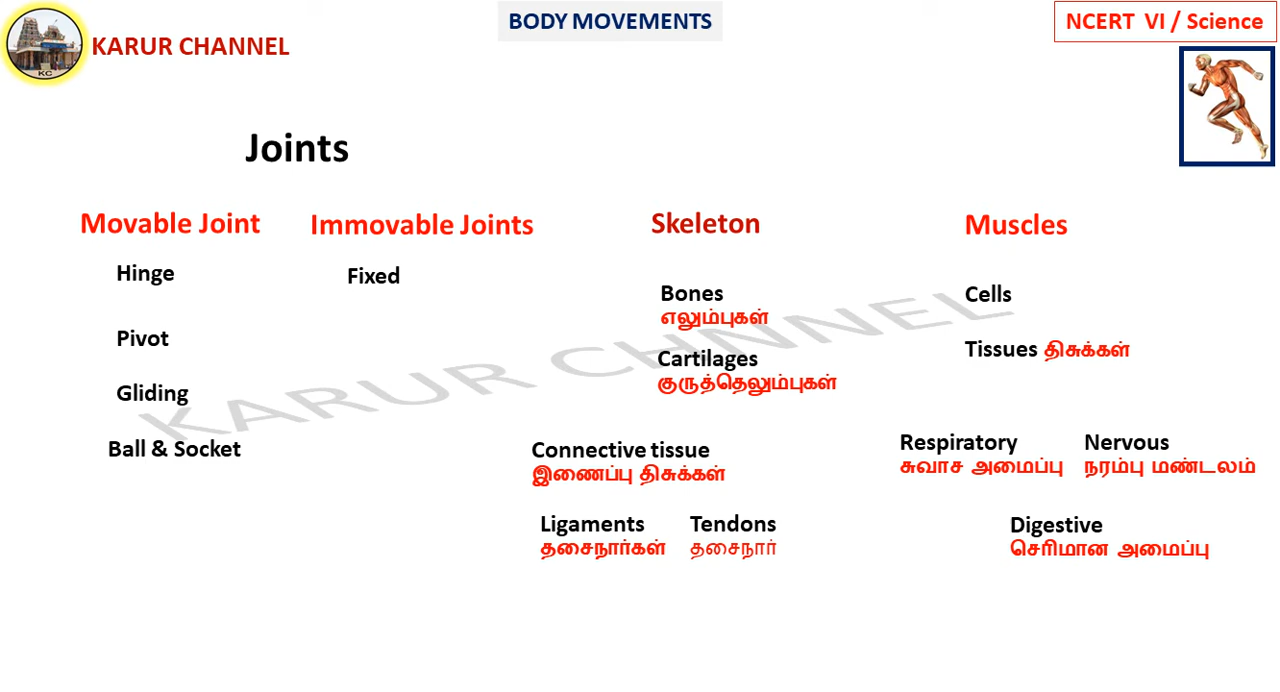 BODY MOVEMENTS
NCERT VI / Science
KARUR CHANNEL
KC
Joints
Movable Joint
Immovable Joints
Skeleton
Muscles
Hinge
Fixed
Pivot
Gliding
Ball & Socket
Bones
எலும்புகள்
Cartilages
குருத்தெலும்புகள்
Connective tissue
இணைப்பு திசுக்கள்
Ligaments
தசைநார்கள்
Tendons
தசைநார்
Cells
Tissues திசுக்கள்
Respiratory
சுவாச அமைப்பு
Nervous
நரம்பு மண்டலம்
Digestive
செரிமான அமைப்பு
KARUR CHNNEL